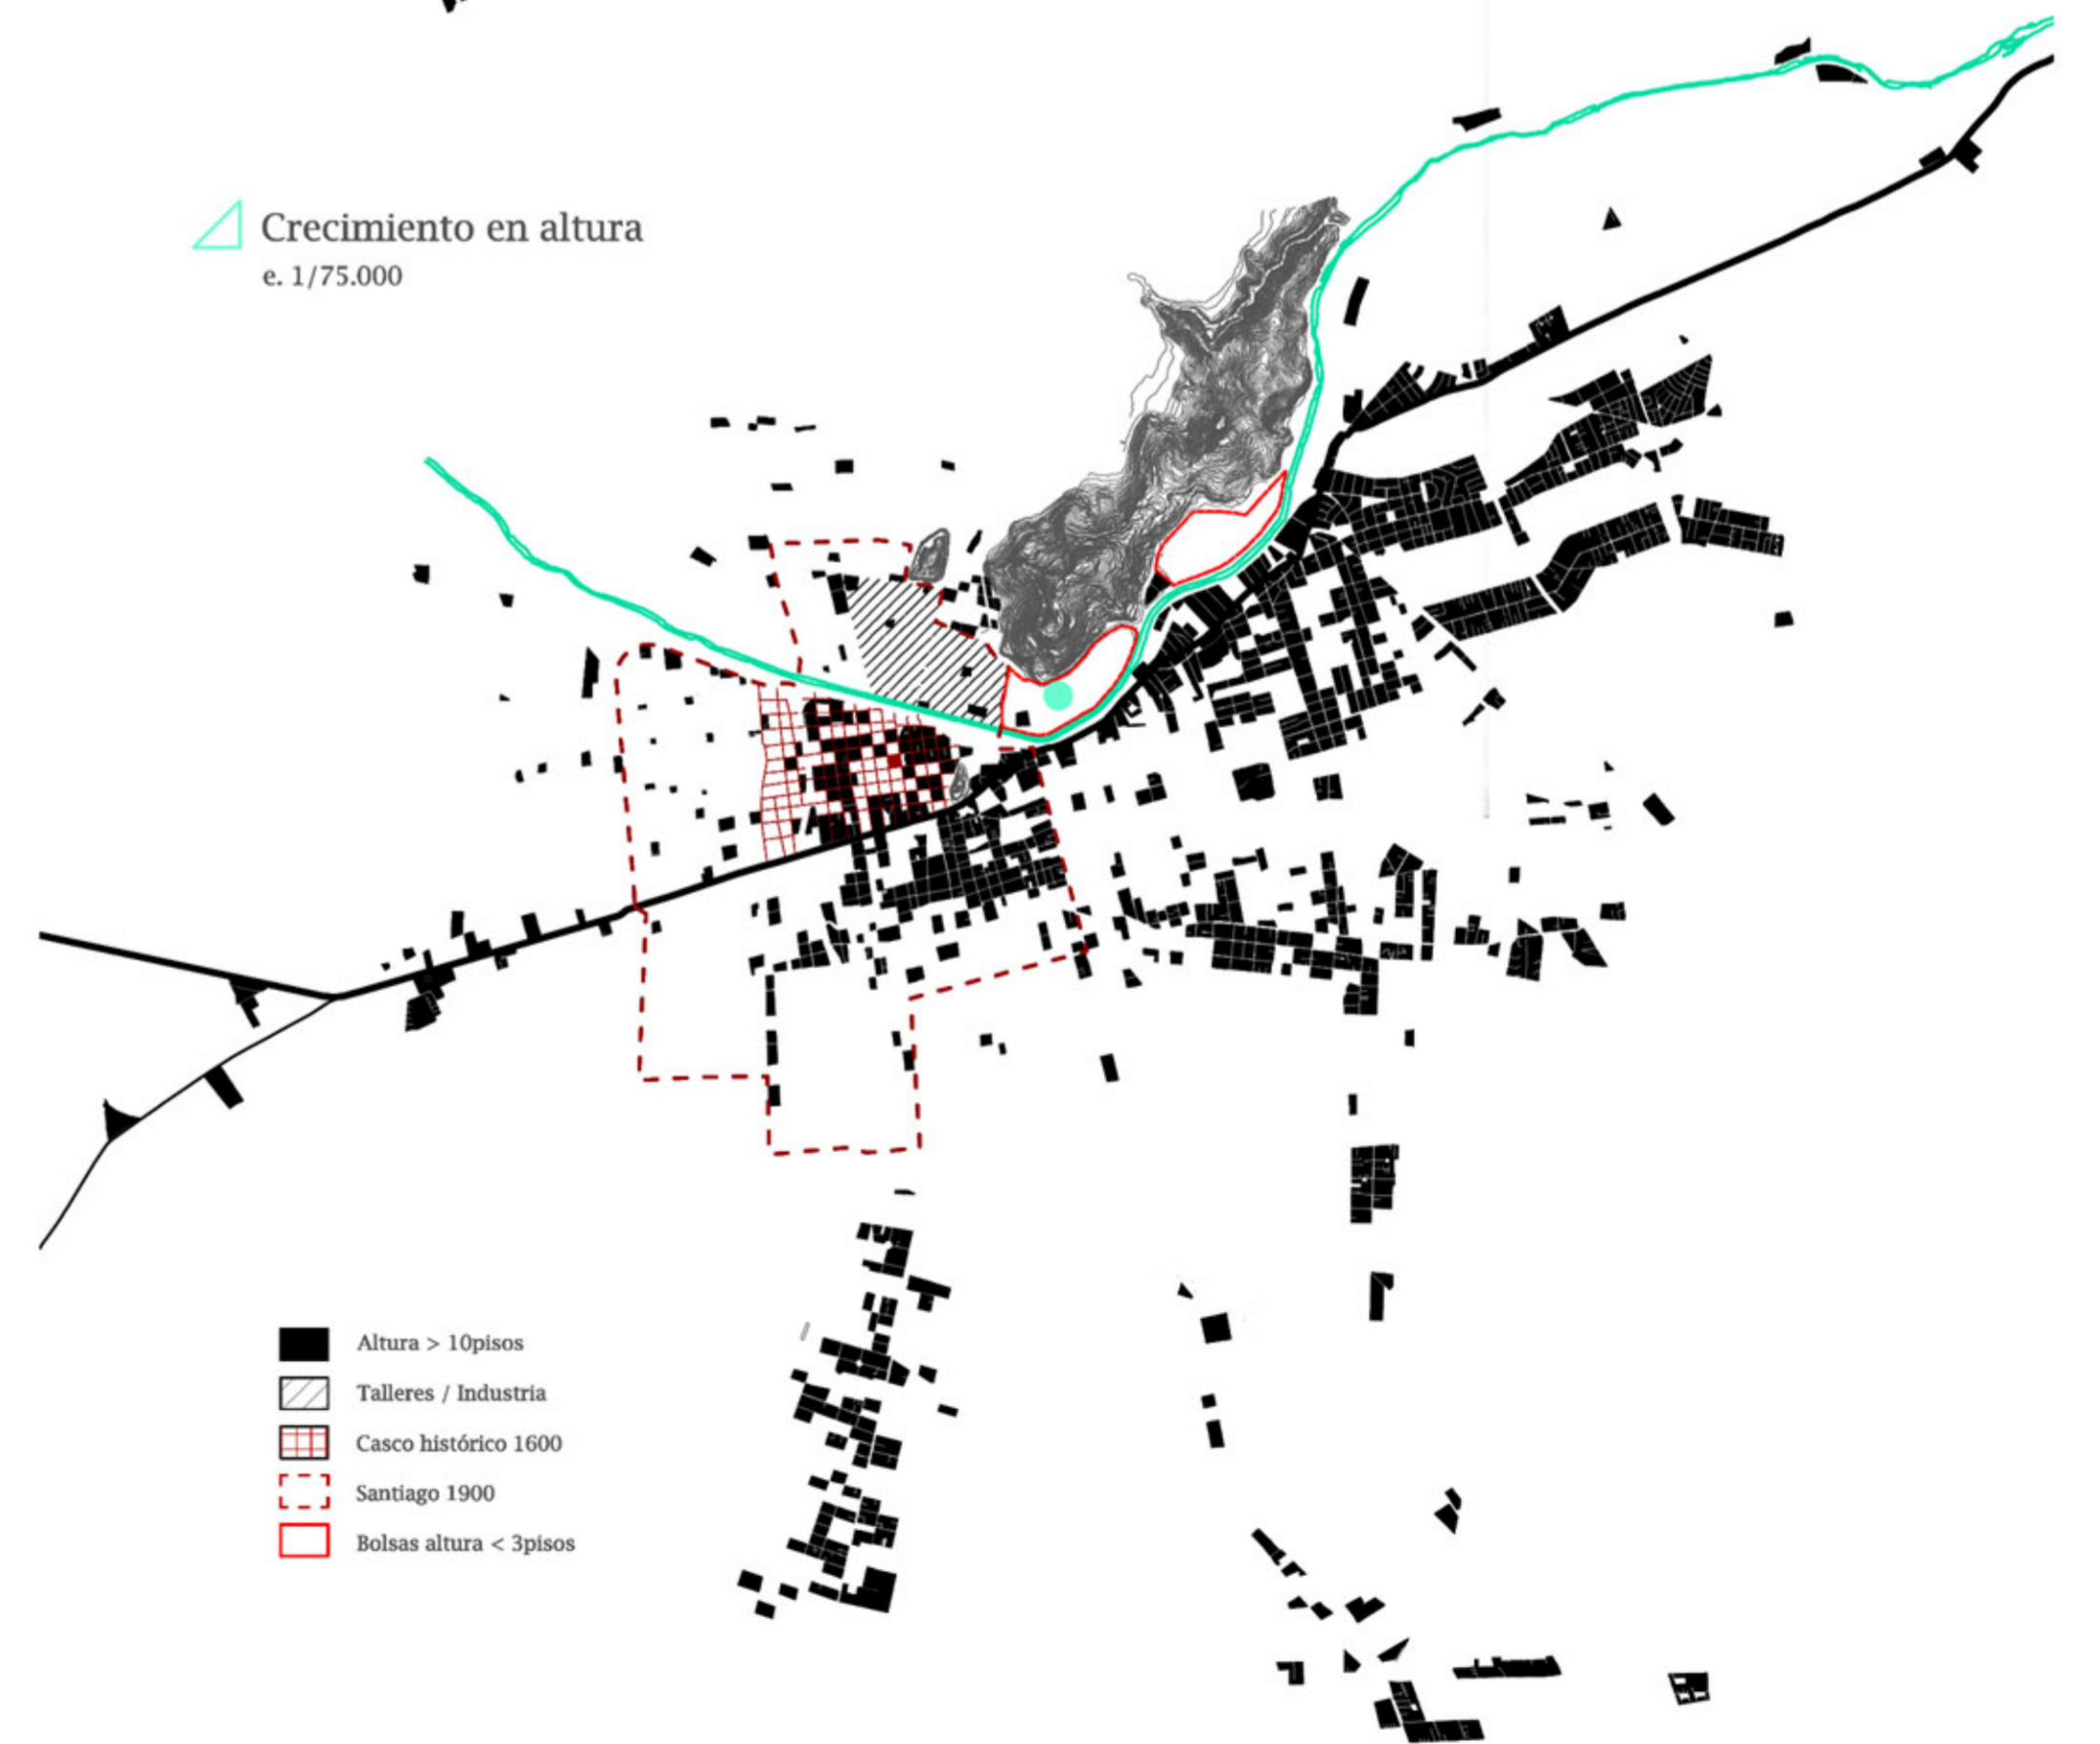 Crecimiento en altura
e. 1/75.000
Altura > 10pisos
Talleres / Industria
Casco histórico 1600
Santiago 1900
Bolsas altura < 3pisos